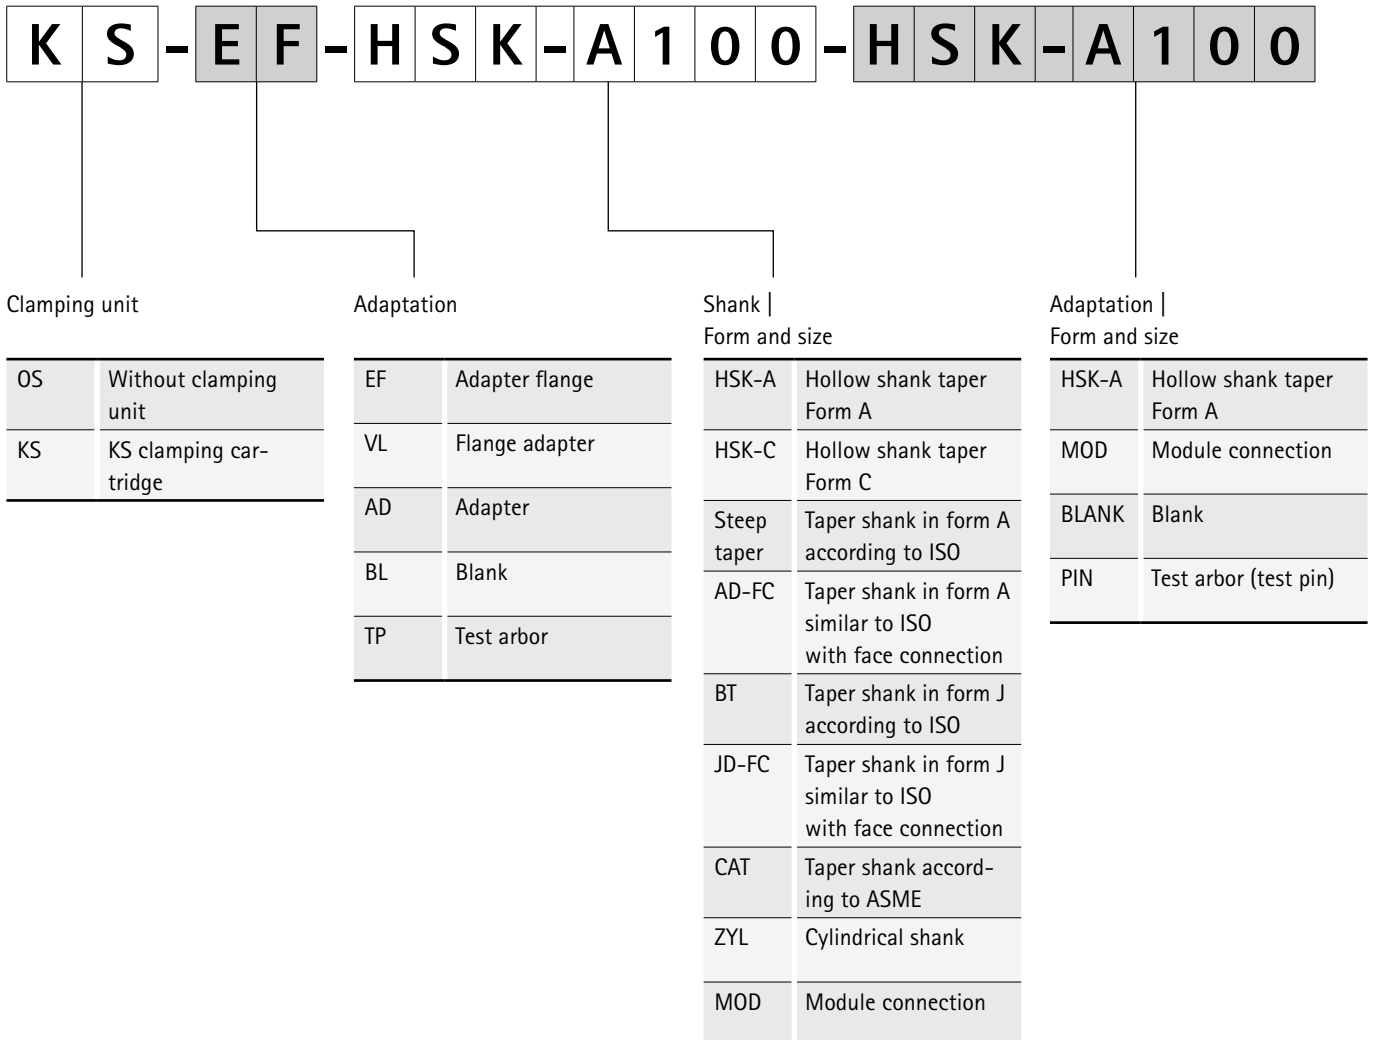 KS-EF-HSK-A100-HSK-A100
Clamping unit
OS Without clamping
unit
KS KS clamping car-
tridge
Adaptation
EF Adapter flange
VL Flange adapter
AD Adapter
BL Blank
TP Test arbor
Shank |
Form and size
HSK-A Hollow shank taper
Form A
HSK-C Hollow shank taper
Form C
Steep Taper shank in form A
taper according to ISO
AD-FC Taper shank in form A
similar to ISO
with face connection
BT Taper shank in form J
according to ISO
JD-FC Taper shank in form J
similar to ISO
with face connection
CAT Taper shank accord-
ing to ASME
ZYL Cylindrical shank
MOD Module connection
Adaptation |
Form and size
HSK-A Hollow shank taper
Form A
MOD Module connection
BLANK Blank
PIN Test arbor (test pin)